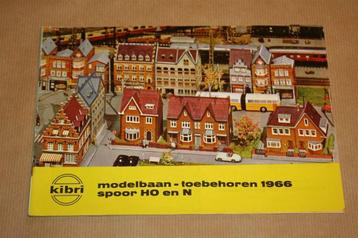 kibri
modelbaan-toebehoren 1966
spoor HO en N